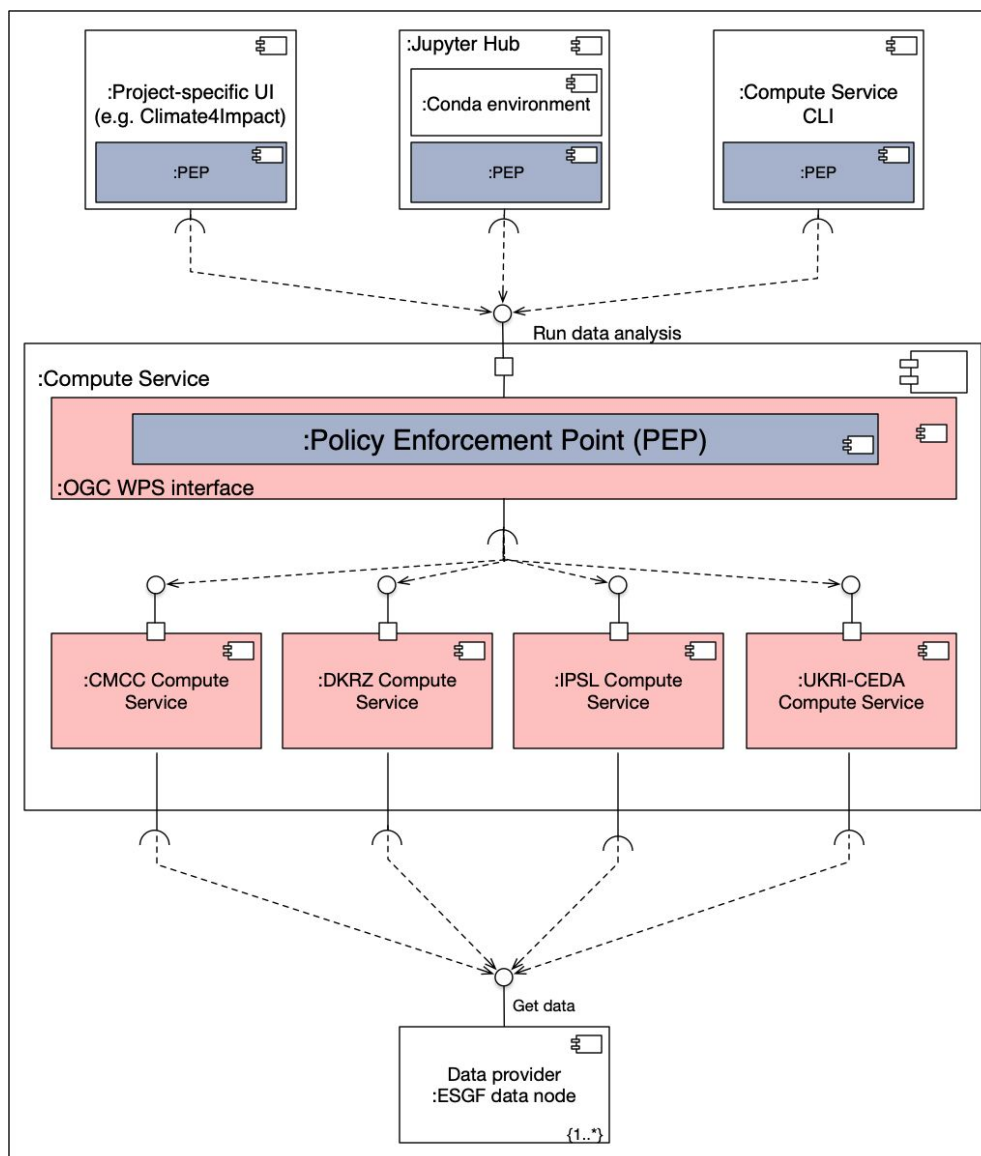 :Project-specific UI
(e.g. Climate4Impact)
:PEP
:Jupyter Hub
:Conda environment
:PEP
:Compute Service
CLI
:PEP
Run data analysis
:Compute Service
:Policy Enforcement Point (PEP)
:OGC WPS interface
:CMCC Compute
Service
:DKRZ Compute
Service
:IPSL Compute
Service
:UKRI-CEDA
Compute Service
Get data
Data provider
:ESGF data node
{1..*}